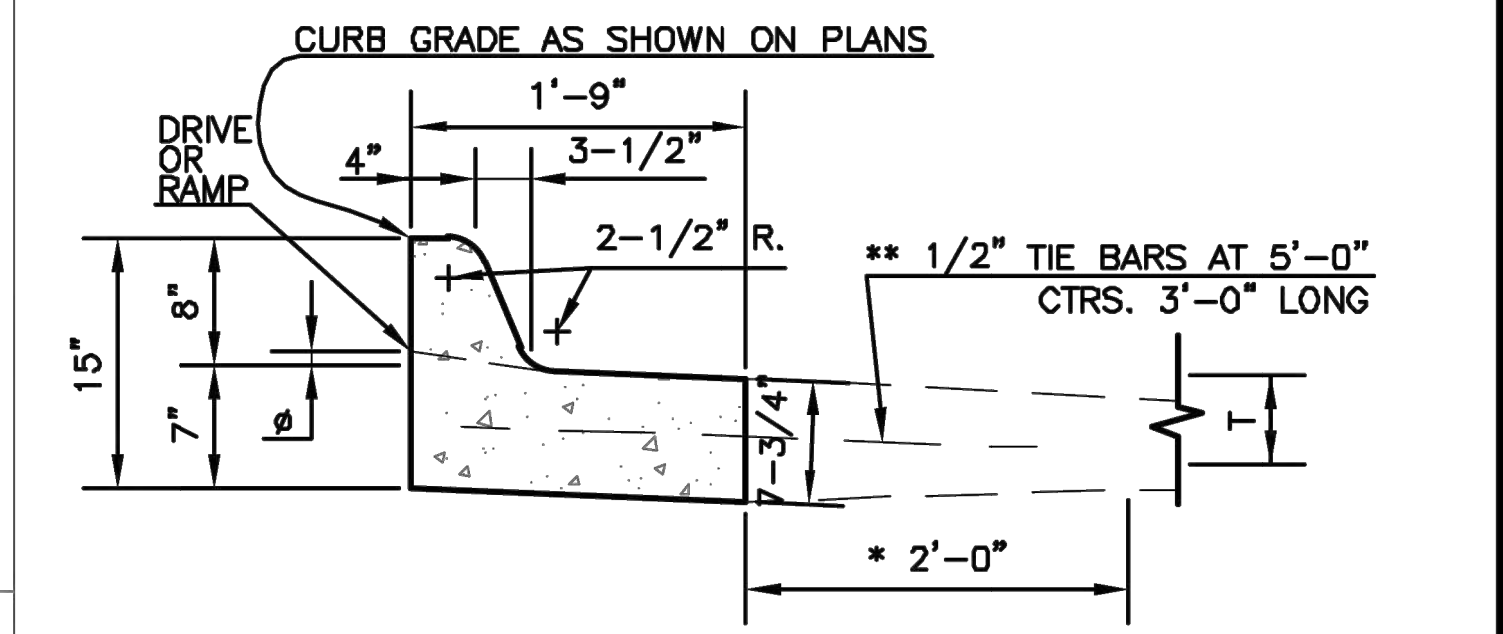 CURB GRADE AS SHOWN ON PLANS
1'-9"
DRIVE
OR
RAMP
4"
3-1/2"
2-1/2" R.
** 1/2" TIE BARS AT 5'-0"
CTRS. 3'-0" LONG
8"
15"
7"
Ø
7-3/4"
T
* 2'-0"